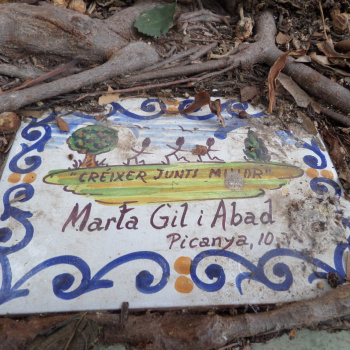 "CREIXER JUNTS MILLOR"
Marta Gil i Abad
Picanya, 10